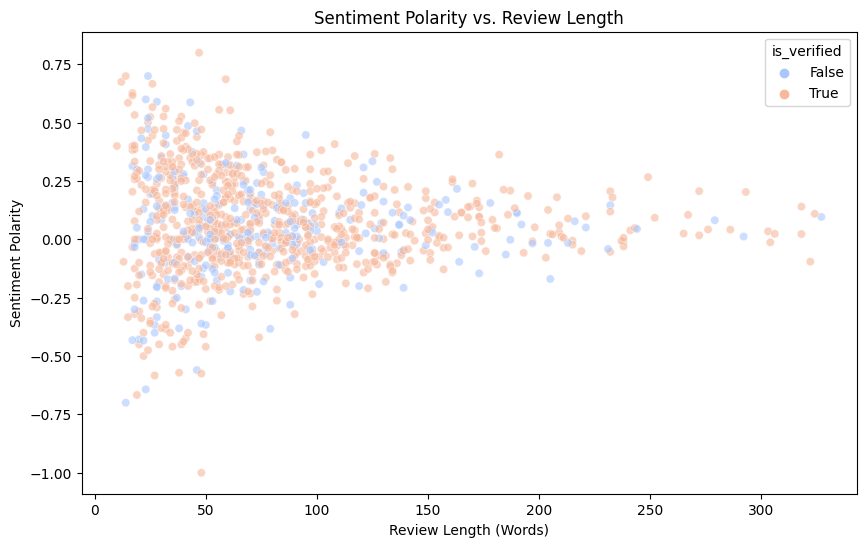 Sentiment Polarity vs. Review Length
is_verified
False
True
0.75
0.50
0.25
0.00
−0.25
−0.50
−0.75
−1.00
Sentiment Polarity
0 50 100 150 200 250 300
Review Length (Words)